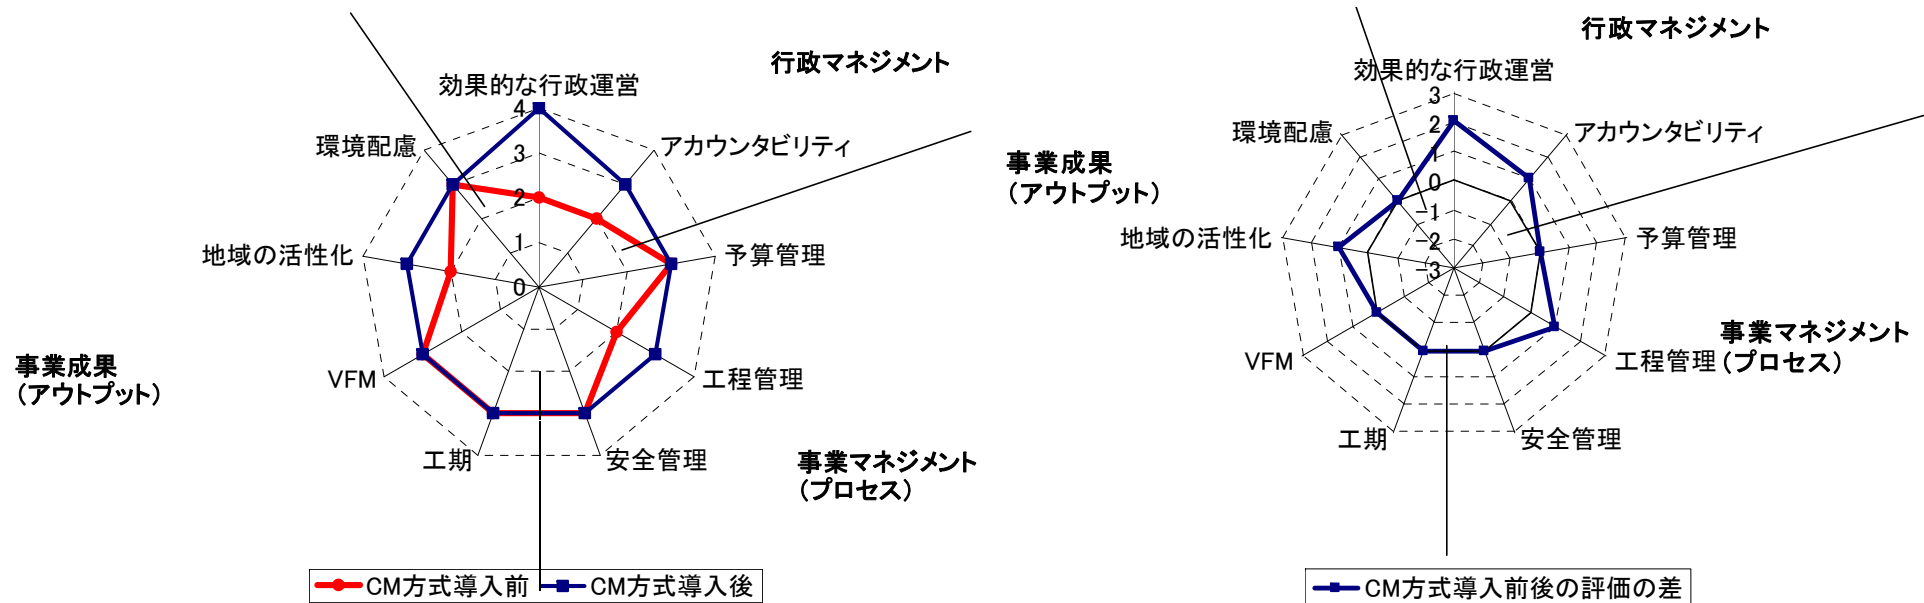 行政マネジメント
効果的な行政運営
4
環境配慮
アカウンタビリティ
3
2
地域の活性化
予算管理
1
0
事業成果
(アウトプット)
VFM
工程管理
工期
安全管理
事業マネジメント
(プロセス)
CM方式導入前
CM方式導入後
行政マネジメント
効果的な行政運営
3
環境配慮
2
アカウンタビリティ
事業成果
(アウトプット)
1
0
地域の活性化
-1
予算管理
-2
-3
VFM
工程管理
事業マネジメント
(プロセス)
工期
安全管理
CM方式導入前後の評価の差